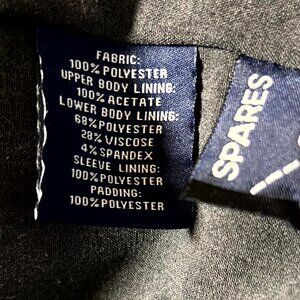 FABRIC:
100% POLYESTER
UPPER BODY LINING:
100% ACETATE
LOWER BODY LINING:
68% POLYESTER
28% VISCOSE
4% SPANDEX
SLEEVE LINING:
100% POLYESTER
PADDING:
100% POLYESTER
SPARES